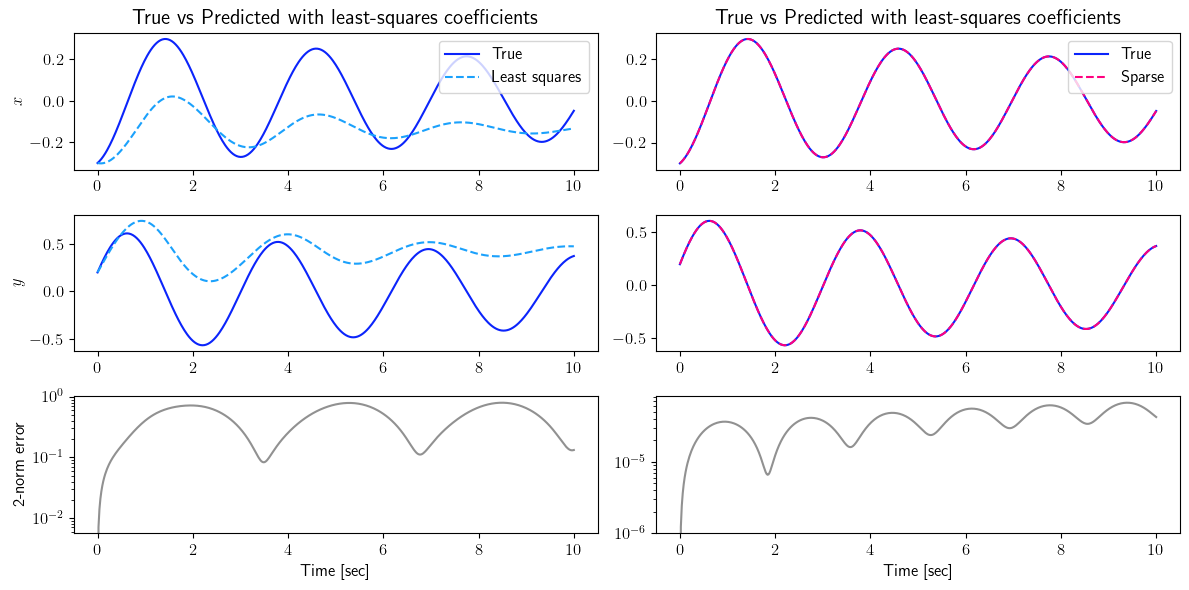 True vs Predicted with least-squares coefficients
True vs Predicted with least-squares coefficients
x
0.2
0.0
−0.2
True
Least squares
0 2 4 6 8 10
0.2
0.0
−0.2
True
Sparse
0 2 4 6 8 10
y
0.5
0.0
−0.5
0 2 4 6 8 10
0.5
0.0
−0.5
0 2 4 6 8 10
2-norm error
10⁰
10⁻¹
10⁻²
0 2 4 6 8 10
Time [sec]
10⁻⁵
10⁻⁶
0 2 4 6 8 10
Time [sec]